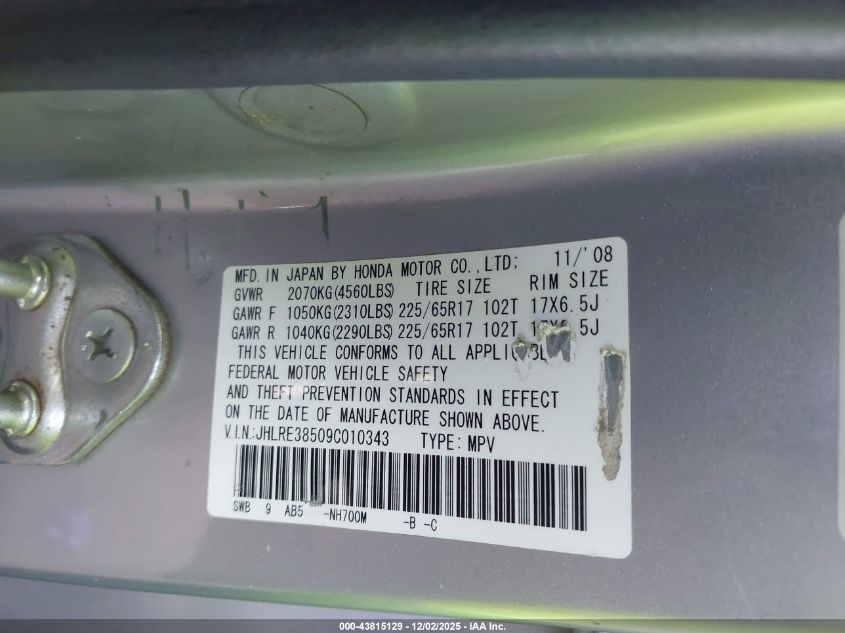 MFD. IN JAPAN BY HONDA MOTOR CO.,LTD: 11/'08
GVWR 2070KG(4560LBS) TIRE SIZE RIM SIZE
GAWR F 1050KG(2310LBS) 225/65R17 102T 17X6.5J
GAWR R 1040KG(2290LBS) 225/65R17 102T 17X6.5J
THIS VEHICLE CONFORMS TO ALL APPLICABLE
FEDERAL MOTOR VEHICLE SAFETY
AND THEFT PREVENTION STANDARDS IN EFFECT
ON THE DATE OF MANUFACTURE SHOWN ABOVE.
V.I.N.:JHLRE38509C010343 TYPE: MPV
SWB 9 AB5 -NH700M -B -C
000-43815129 - 12/02/2025 - IAA Inc.